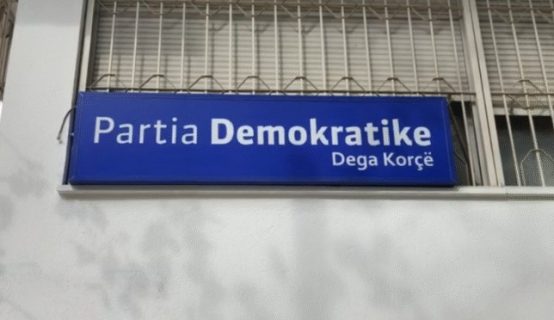 Partia Demokratike
Dega Korçë